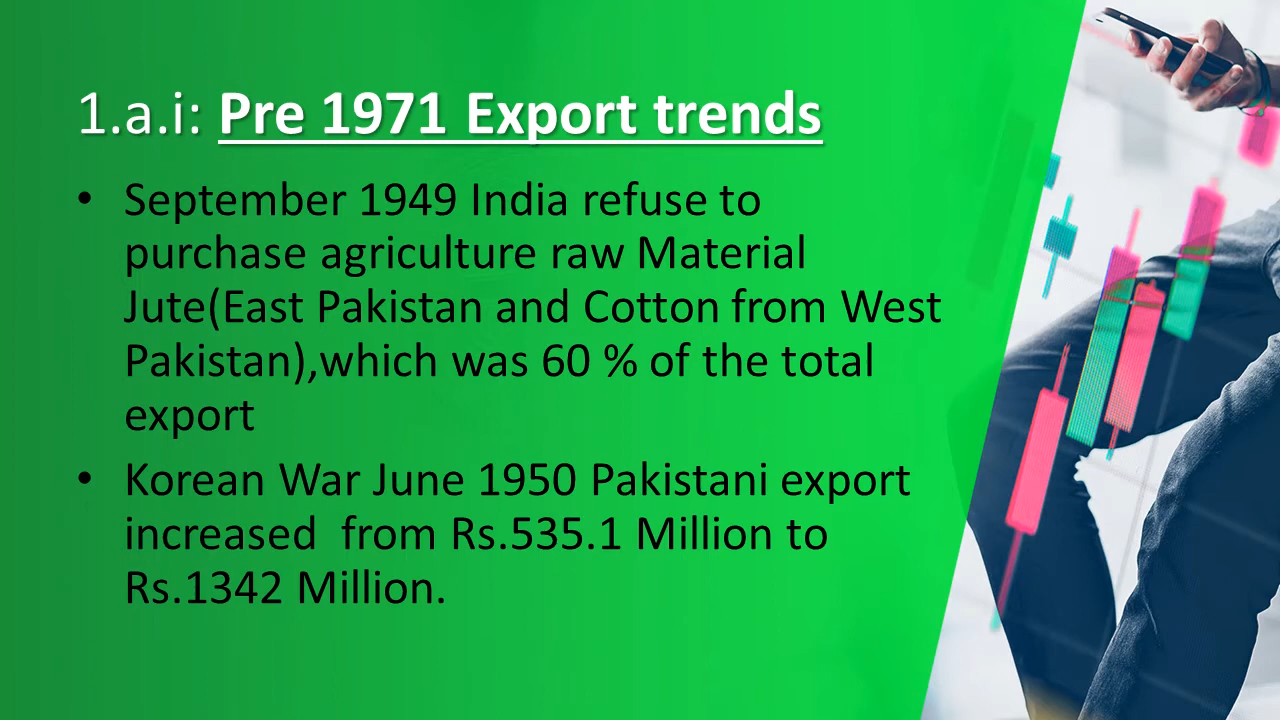 1.a.i: Pre 1971 Export trends
• September 1949 India refuse to
purchase agriculture raw Material
Jute(East Pakistan and Cotton from West
Pakistan),which was 60 % of the total
export
• Korean War June 1950 Pakistani export
increased  from Rs.535.1 Million to
Rs.1342 Million.